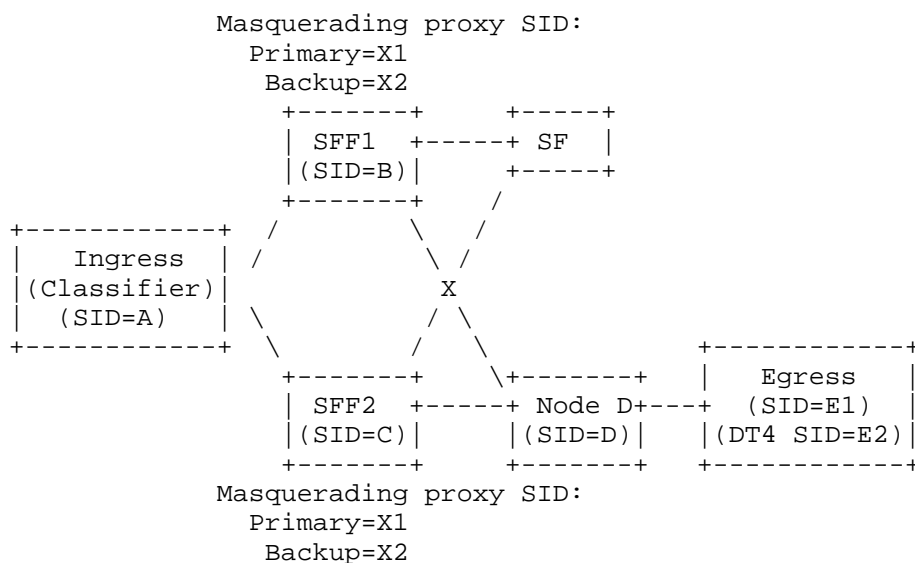 Masquerading proxy SID:
Primary=X1
Backup=X2
+-------+     +-----+
| SFF1  +-----+ SF  |
|(SID=B)|     +-----+
+-------+     /
+------------+   /         \   /
|   Ingress  |  /           \ /
|(Classifier)|               X
|  (SID=A)   |  \           / \
+------------+   \         /   \             +------------+
+-------+    \+-------+   |   Egress   |
| SFF2  +-----+ Node D+---+  (SID=E1)  |
|(SID=C)|     |(SID=D)|   |(DT4 SID=E2)|
+-------+     +-------+   +------------+
Masquerading proxy SID:
Primary=X1
Backup=X2